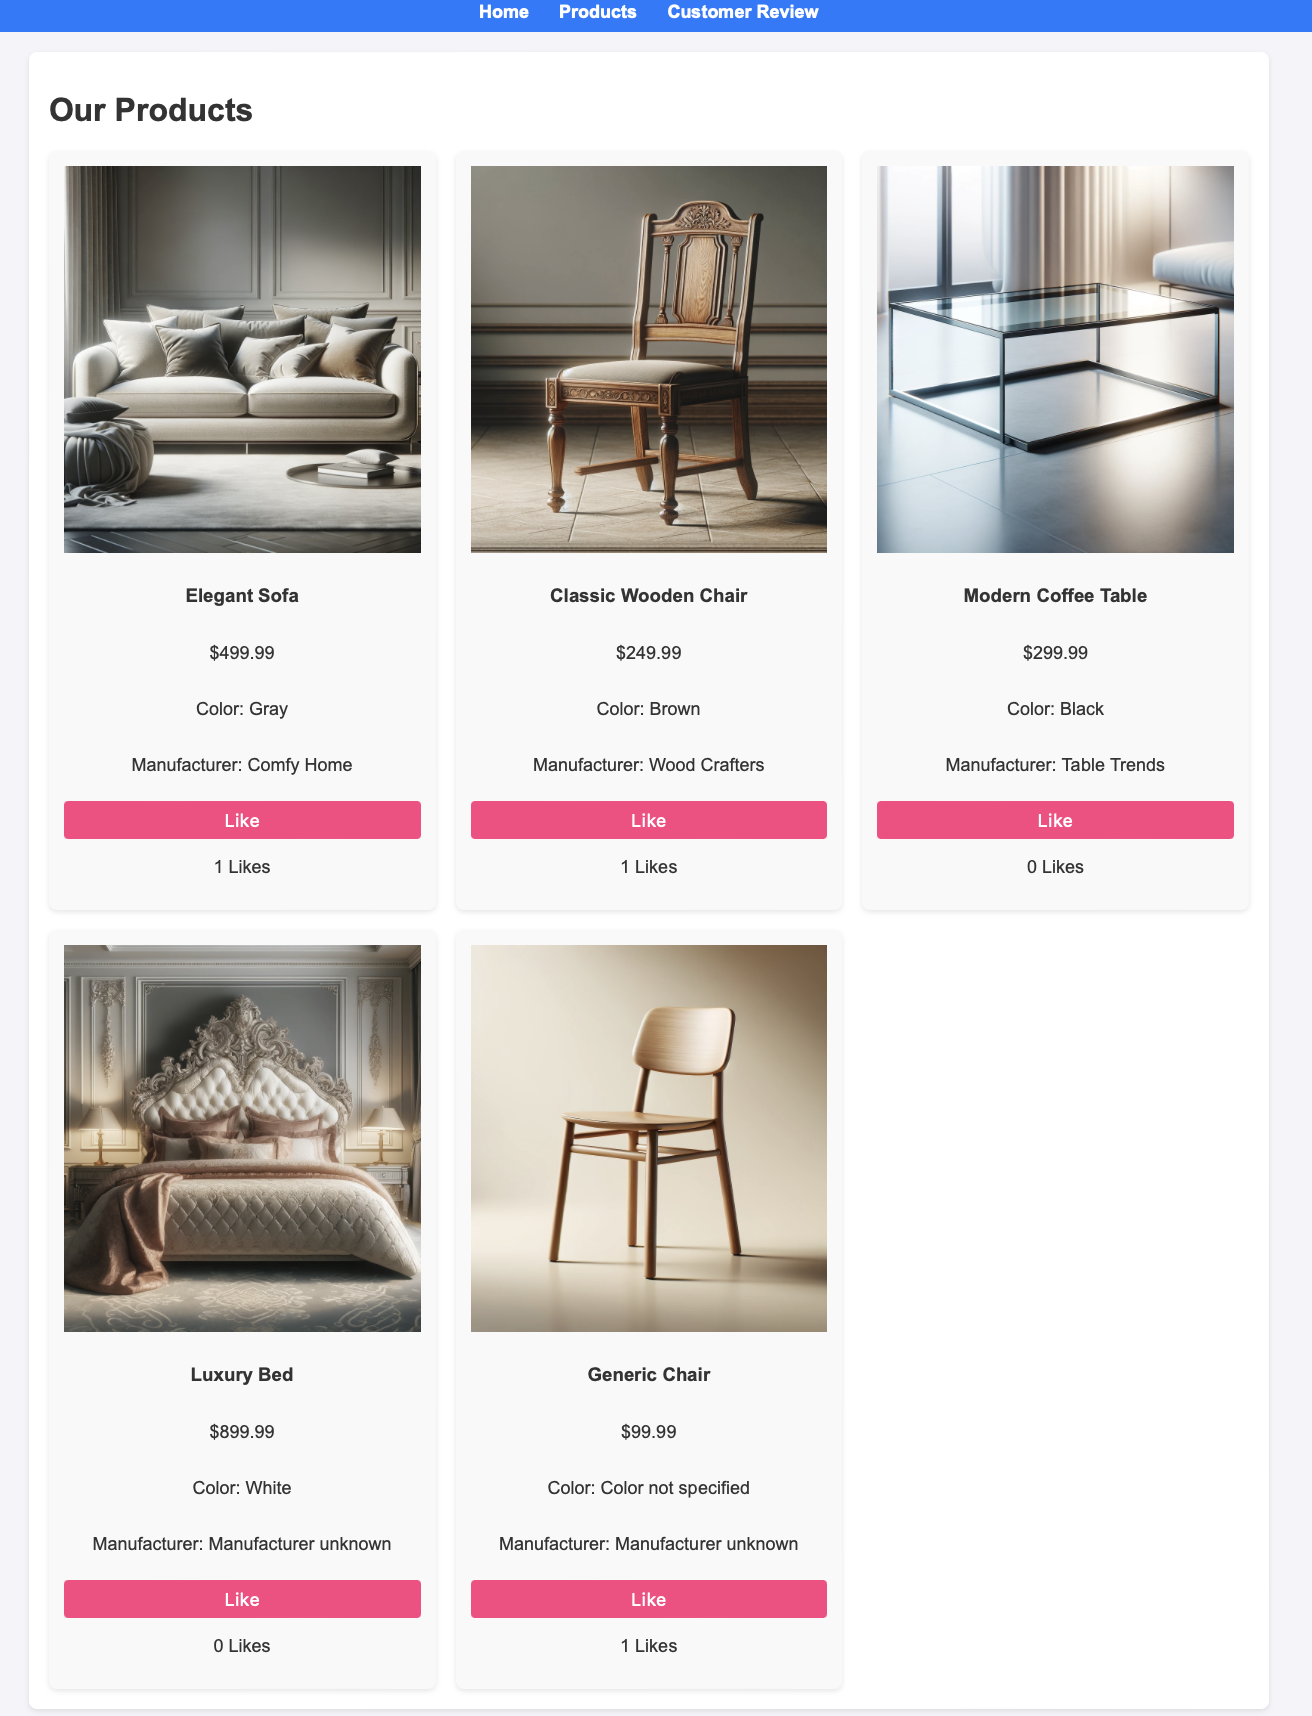 Home Products Customer Review
Our Products
Elegant Sofa
$499.99
Color: Gray
Manufacturer: Comfy Home
Like
1 Likes
Classic Wooden Chair
$249.99
Color: Brown
Manufacturer: Wood Crafters
Like
1 Likes
Modern Coffee Table
$299.99
Color: Black
Manufacturer: Table Trends
Like
0 Likes
Luxury Bed
$899.99
Color: White
Manufacturer: Manufacturer unknown
Like
0 Likes
Generic Chair
$99.99
Color: Color not specified
Manufacturer: Manufacturer unknown
Like
1 Likes